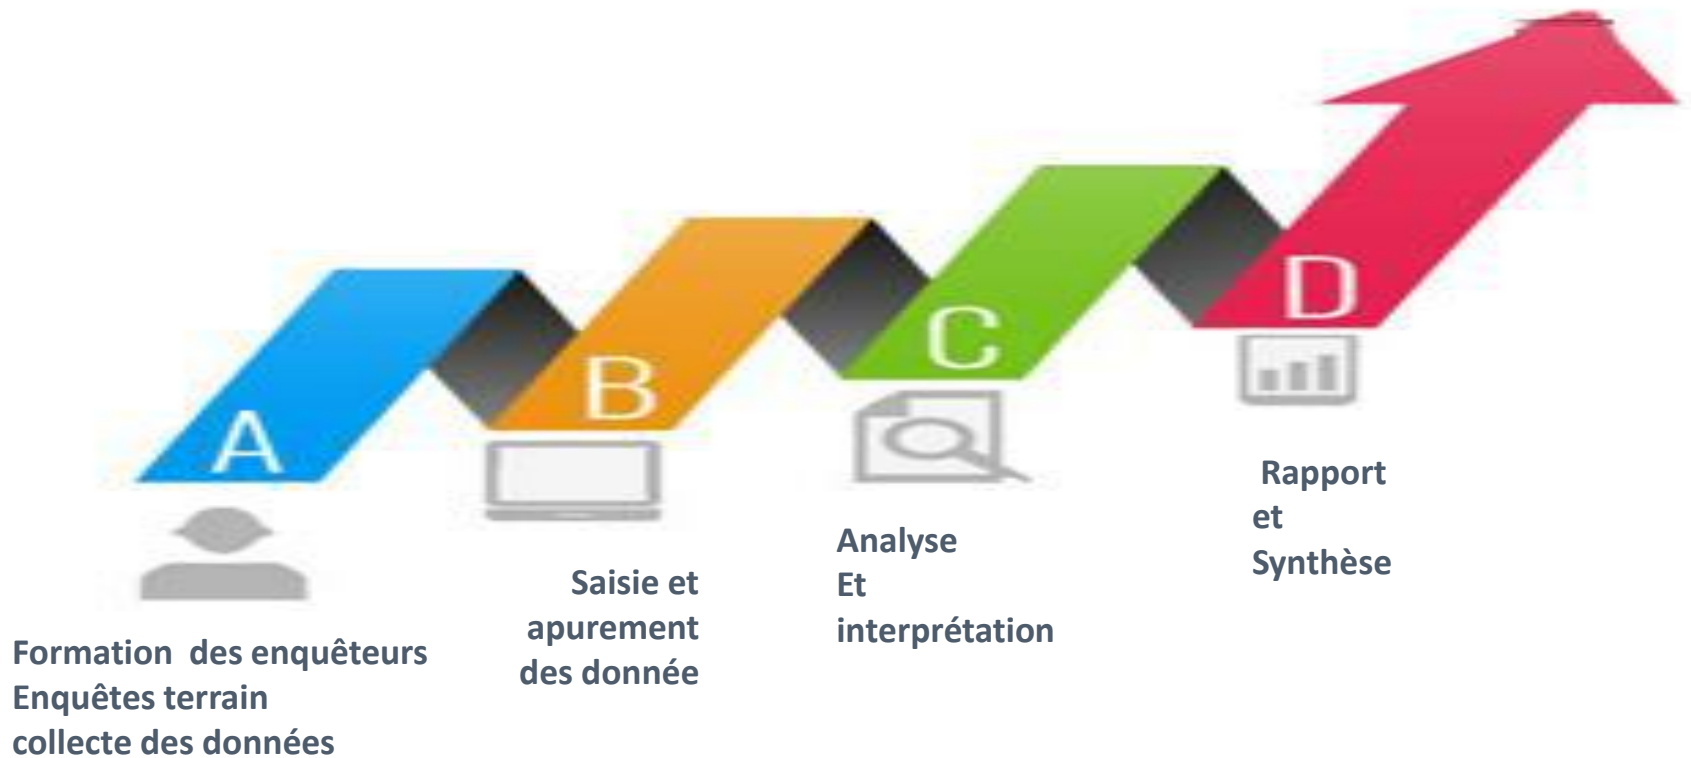 A
Formation des enquêteurs
Enquêtes terrain
collecte des données
B
Saisie et
apurement
des donnée
C
Analyse
Et
interprétation
D
Rapport
et
Synthèse